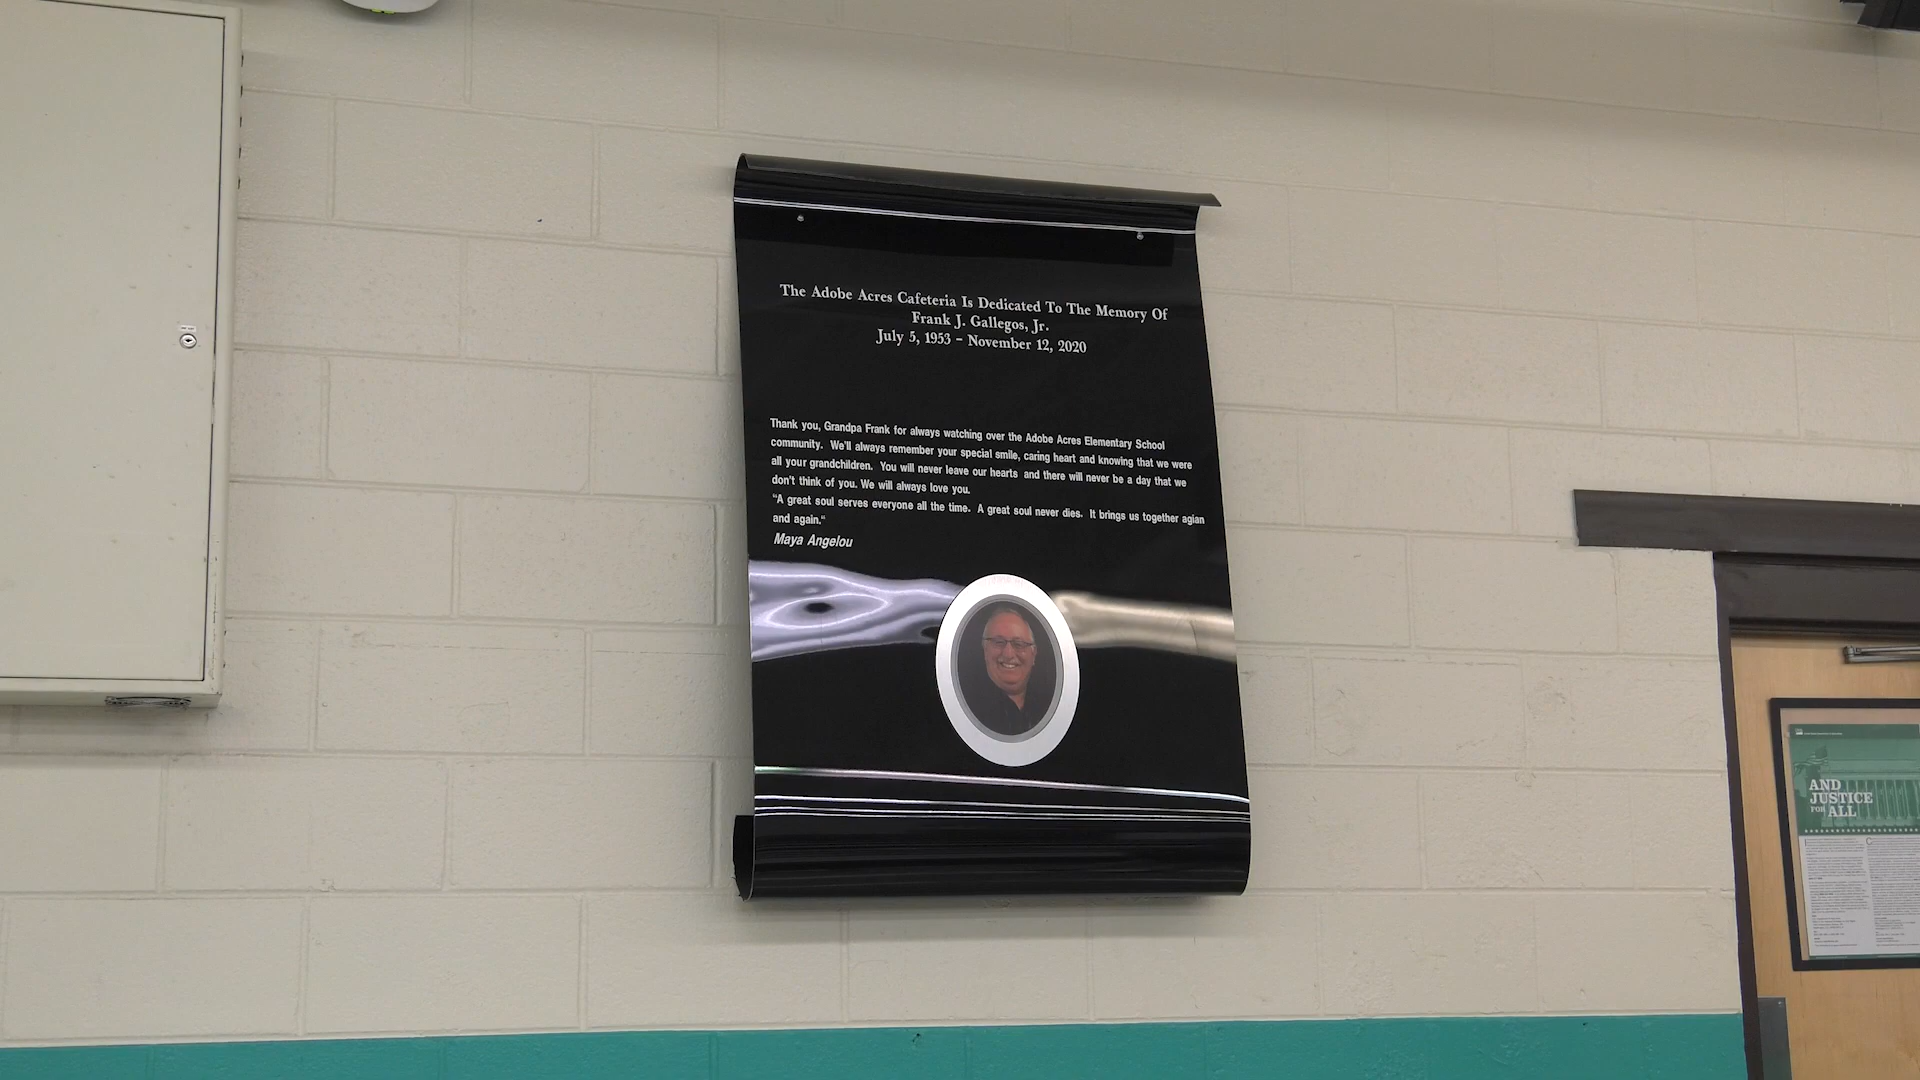 The Adobe Acres Cafeteria Is Dedicated To The Memory Of
Frank J. Gallegos, Jr.
July 5, 1953 – November 12, 2020
Thank you, Grandpa Frank for always watching over the Adobe Acres Elementary School
community. We'll always remember your special smile, caring heart and knowing that we were
all your grandchildren. You will never leave our hearts and there will never be a day that we
don't think of you. We will always love you.
"A great soul serves everyone all the time. A great soul never dies. It brings us together agian
and again."
Maya Angelou
AND
JUSTICE
FOR ALL